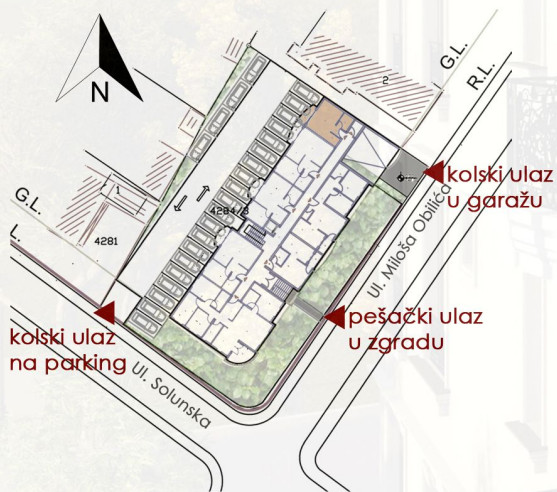 N
G.L.
R.L.
2
kolski ulaz
u garažu
1
G.L.
L.
4281
4284/3
Ul. Miloša Obilića
pešački ulaz
u zgradu
kolski ulaz
na parking
Ul. Solunska